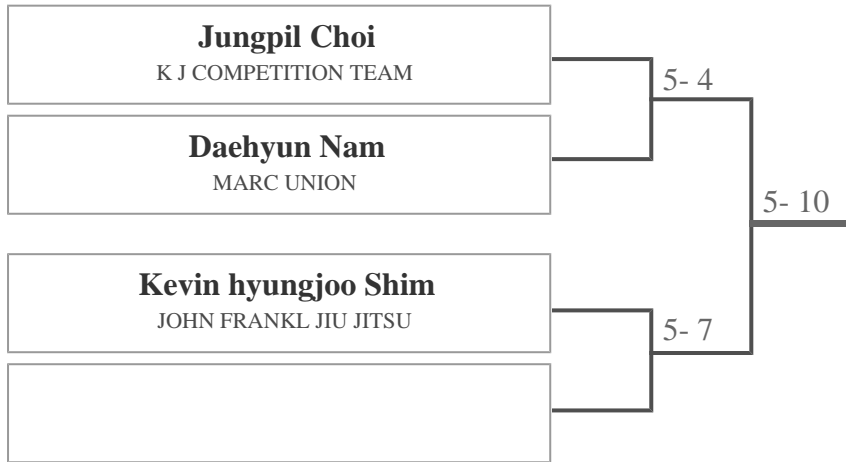 Jungpil Choi
K J COMPETITION TEAM
5- 4
Daehyun Nam
MARC UNION
5- 10
Kevin hyungjoo Shim
JOHN FRANKL JIU JITSU
5- 7